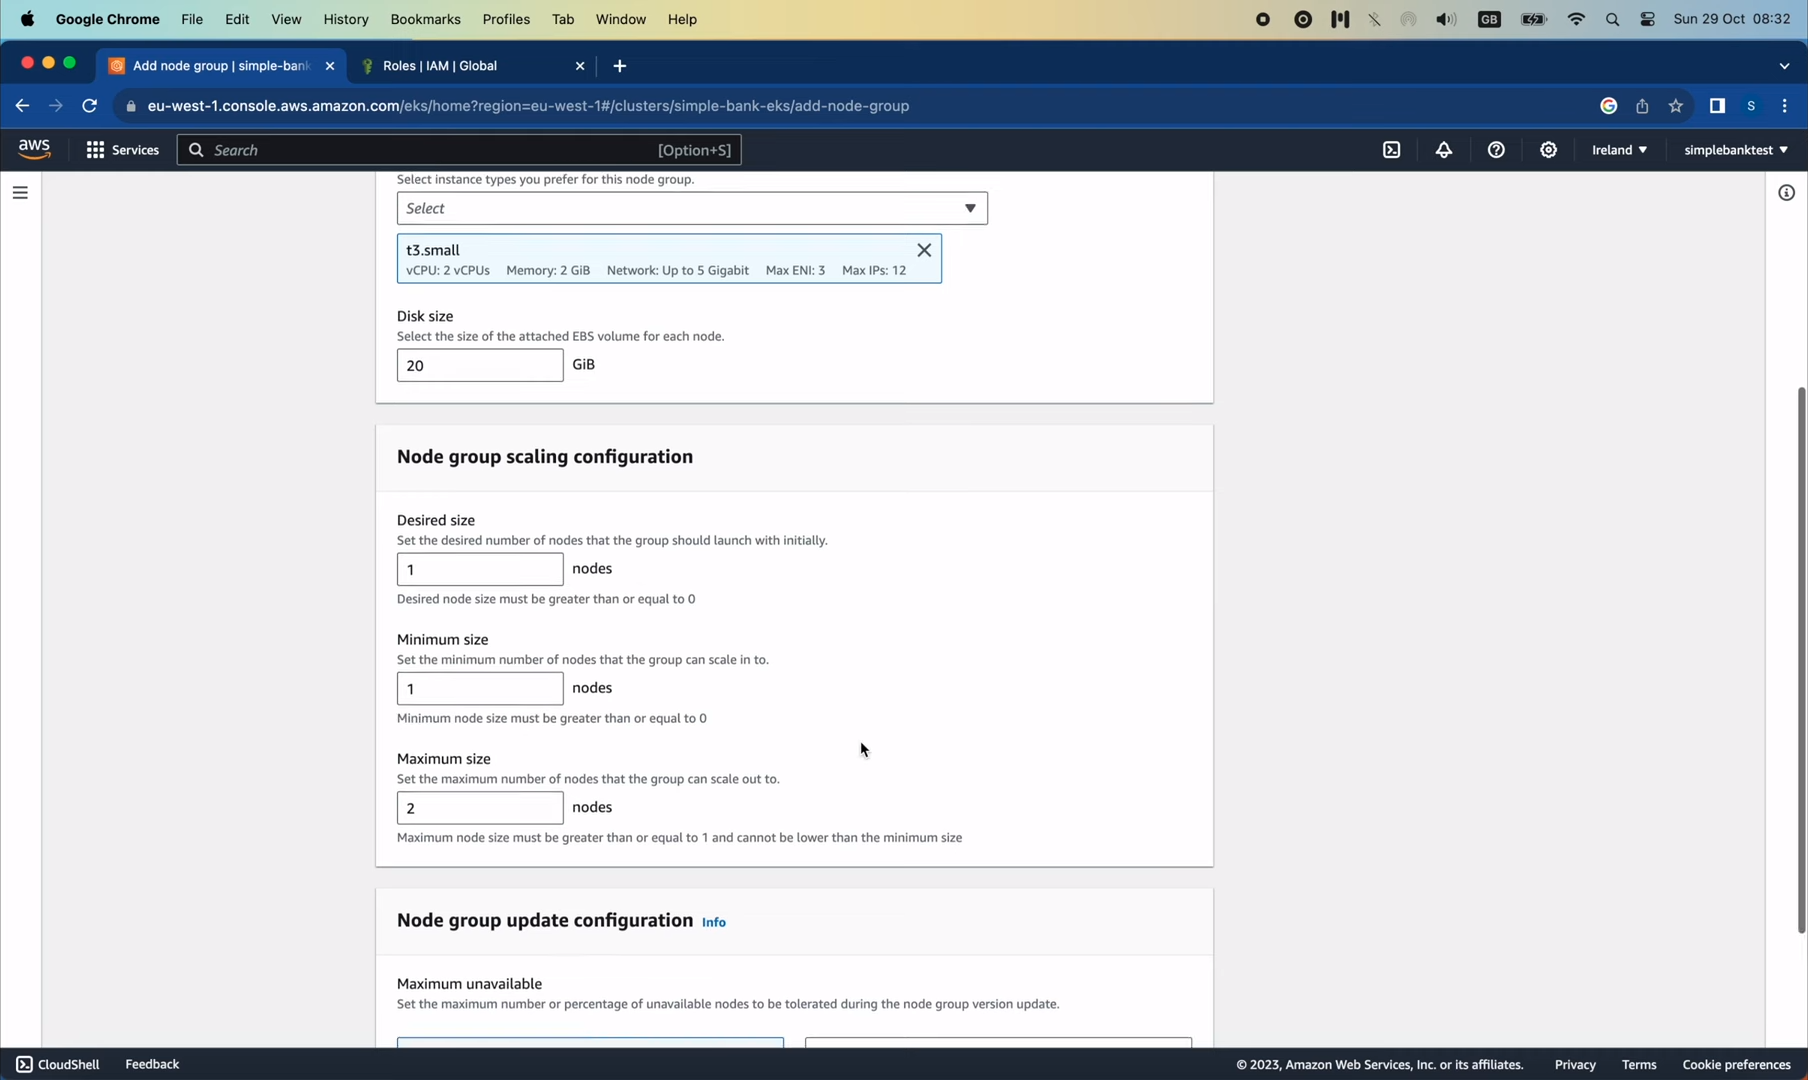 Google Chrome File Edit View History Bookmarks Profiles Tab Window Help GB Sun 29 Oct 08:32
Add node group | simple-bank Roles | IAM | Global
eu-west-1.console.aws.amazon.com/eks/home?region=eu-west-1#/clusters/simple-bank-eks/add-node-group S
aws Services Search [Option+S] Ireland simplebanktest
Select instance types you prefer for this node group.
Select
t3.small
vCPU: 2 vCPUs Memory: 2 GiB Network: Up to 5 Gigabit Max ENI: 3 Max IPs: 12
Disk size
Select the size of the attached EBS volume for each node.
20 GiB
Node group scaling configuration
Desired size
Set the desired number of nodes that the group should launch with initially.
1 nodes
Desired node size must be greater than or equal to 0
Minimum size
Set the minimum number of nodes that the group can scale in to.
1 nodes
Minimum node size must be greater than or equal to 0
Maximum size
Set the maximum number of nodes that the group can scale out to.
2 nodes
Maximum node size must be greater than or equal to 1 and cannot be lower than the minimum size
Node group update configuration Info
Maximum unavailable
Set the maximum number or percentage of unavailable nodes to be tolerated during the node group version update.
CloudShell Feedback © 2023, Amazon Web Services, Inc. or its affiliates. Privacy Terms Cookie preferences